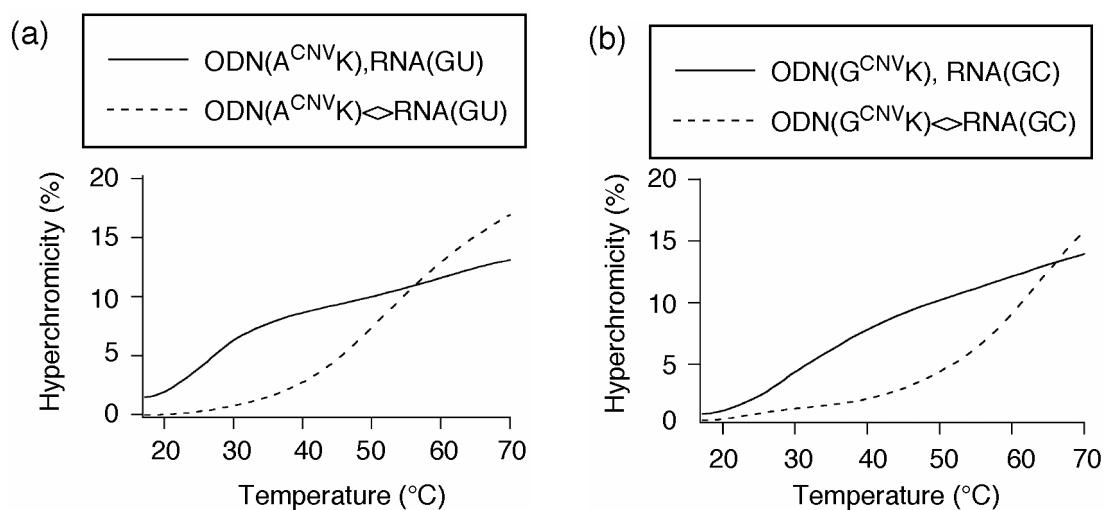 (a)
ODN(A^CNVK),RNA(GU)
ODN(A^CNVK)<>RNA(GU)
Hyperchromicity (%)
20
15
10
5
0
20 30 40 50 60 70
Temperature (°C)
(b)
ODN(G^CNVK), RNA(GC)
ODN(G^CNVK)<>RNA(GC)
Hyperchromicity (%)
20
15
10
5
0
20 30 40 50 60 70
Temperature (°C)